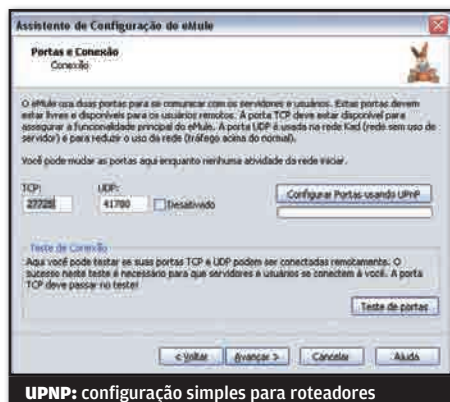 Assistente de Configuração do eMule
Portas e Conexão
Conexão
O eMule usa duas portas para se comunicar com os servidores e usuários. Estas portas devem
estar livres e disponíveis para os usuários remotos. A porta TCP deve estar disponível para
assegurar a funcionalidade principal do eMule. A porta UDP é usada na rede Kad (rede sem uso de
servidor) e para reduzir o uso da rede (tráfego acima do normal).
Você pode mudar as portas aqui enquanto nenhuma atividade da rede iniciar.
TCP: UDP:
27725 41780 Desativado Configurar Portas usando UPnP
Teste de Conexão
Aqui você pode testar se suas portas TCP e UDP podem ser conectadas remotamente. O
sucesso neste teste é necessário para que servidores e usuários se conectem à você. A porta
TCP deve passar no teste!
Teste de portas
< Voltar Avançar > Cancelar Ajuda
UPNP: configuração simples para roteadores